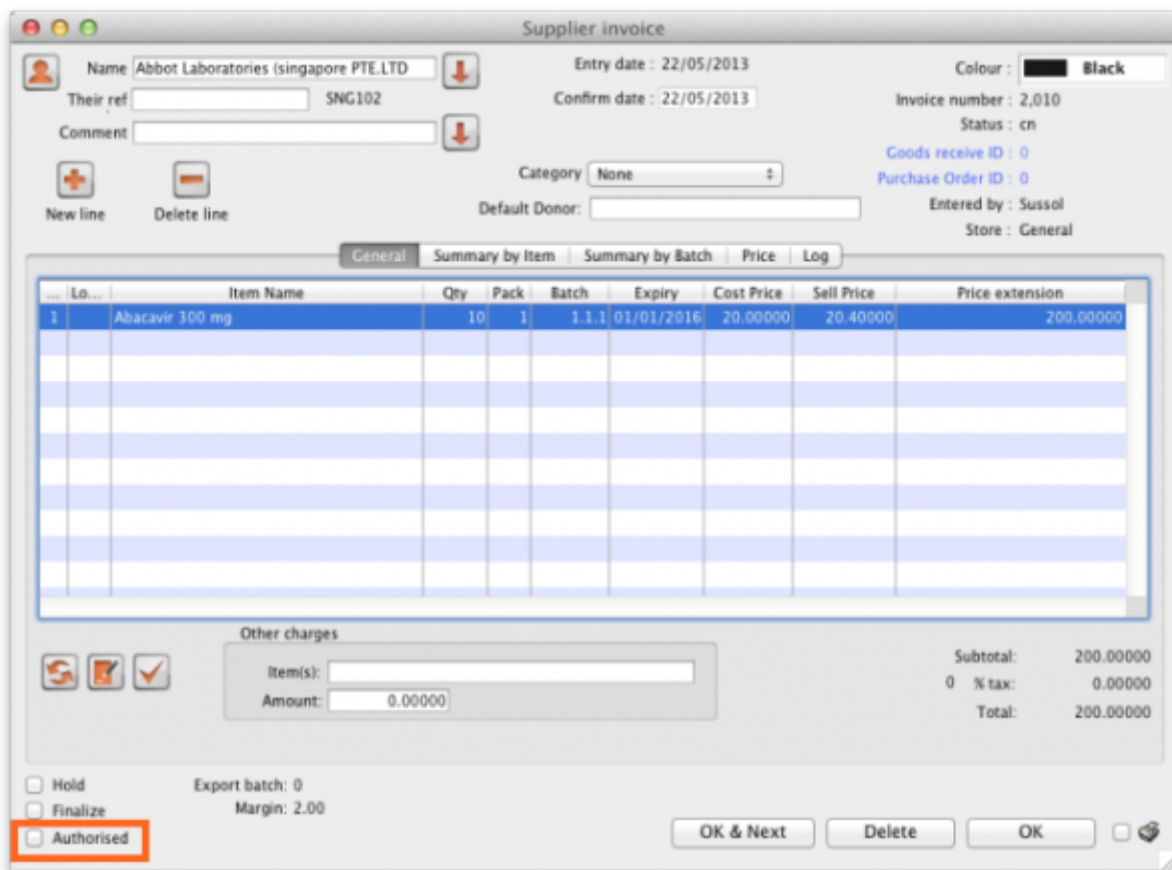 Supplier invoice
Name Abbot Laboratories (singapore PTE.LTD
Entry date : 22/05/2013
Colour : Black
Their ref SNG102
Confirm date : 22/05/2013
Invoice number : 2,010
Comment
Status : cn
Goods receive ID : 0
Category None
Purchase Order ID : 0
New line Delete line
Default Donor:
Entered by : Sussol
Store : General
General Summary by Item Summary by Batch Price Log
... Lo... Item Name Qty Pack Batch Expiry Cost Price Sell Price Price extension
1 Abacavir 300 mg 10 1 1.1.1 01/01/2016 20.00000 20.40000 200.00000
Other charges
Item(s):
Amount: 0.00000
Subtotal: 200.00000
0 % tax: 0.00000
Total: 200.00000
Hold Export batch: 0
Finalize Margin: 2.00
Authorised
OK & Next Delete OK